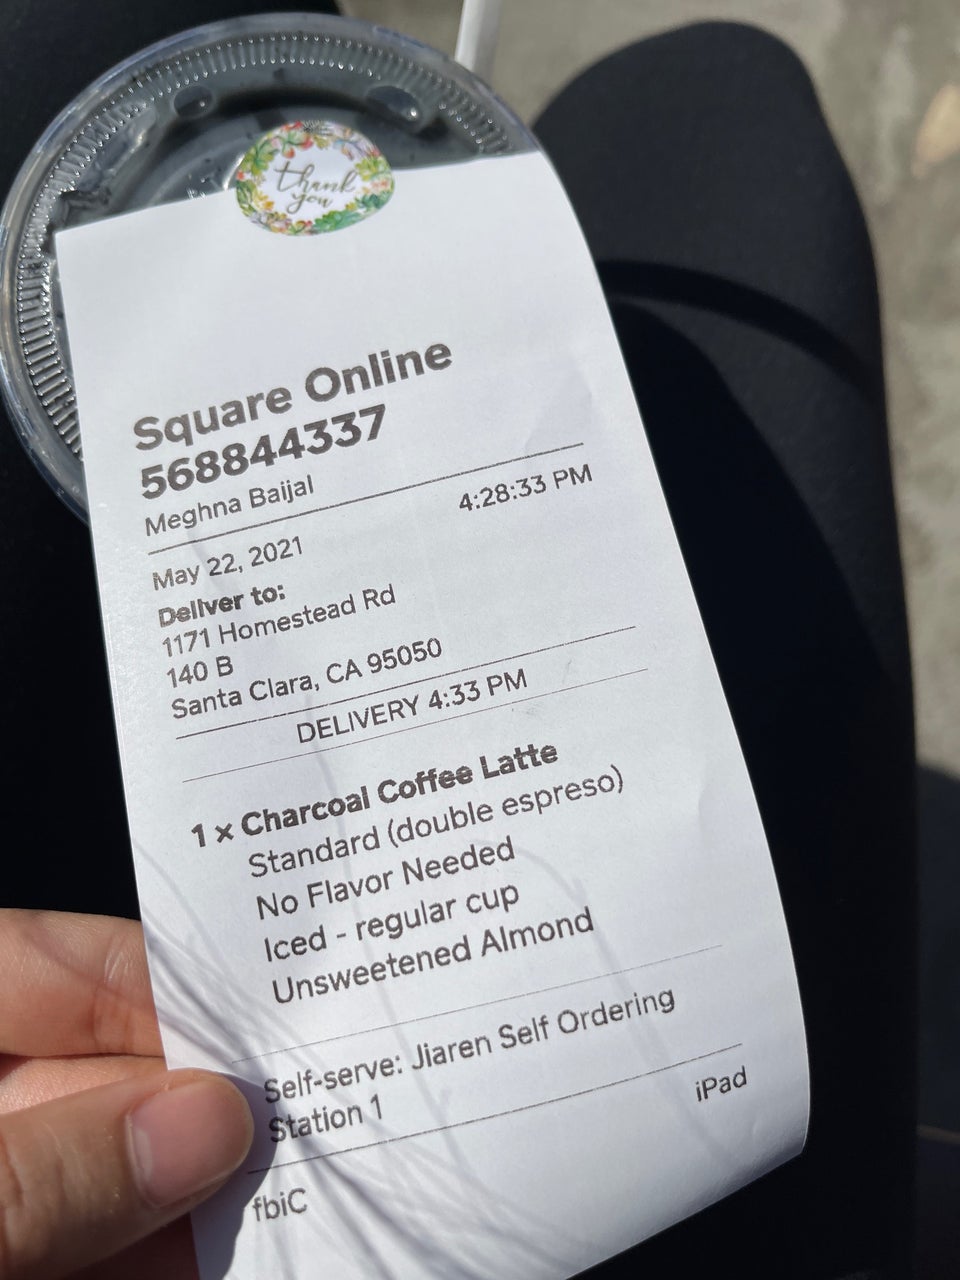 thank
you
Square Online
568844337
Meghna Baijal
4:28:33 PM
May 22, 2021
Deliver to:
1171 Homestead Rd
140 B
Santa Clara, CA 95050
DELIVERY 4:33 PM
1 × Charcoal Coffee Latte
Standard (double espreso)
No Flavor Needed
Iced - regular cup
Unsweetened Almond
Self-serve: Jiaren Self Ordering
Station 1
iPad
fbiC